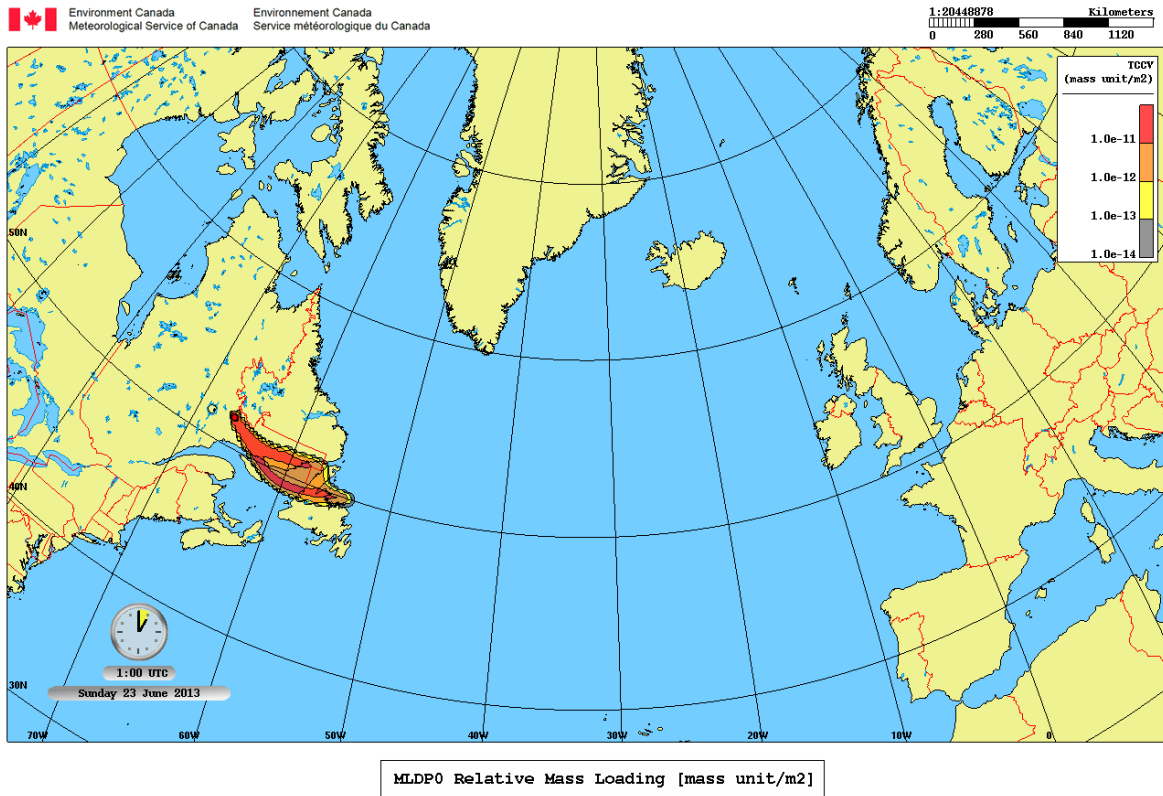 Environment Canada
Meteorological Service of Canada
Environnement Canada
Service météorologique du Canada
1:20448878 Kilometers
0 280 560 840 1120
TCCV
(mass unit/m2)
1.0e-11
1.0e-12
1.0e-13
1.0e-14
50N
40N
30N
1:00 UTC
Sunday 23 June 2013
70W 60W 50W 40W 30W 20W 10W 0
MLDP0 Relative Mass Loading [mass unit/m2]